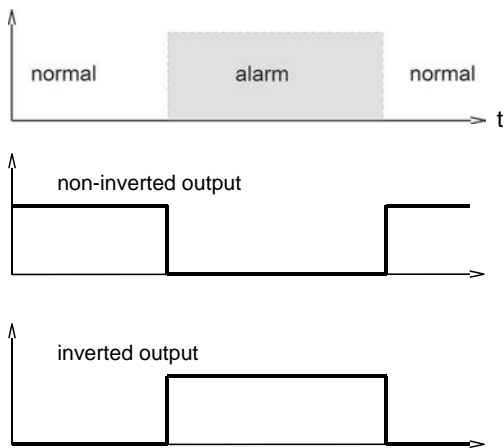 normal alarm normal
t
non-inverted output
inverted output